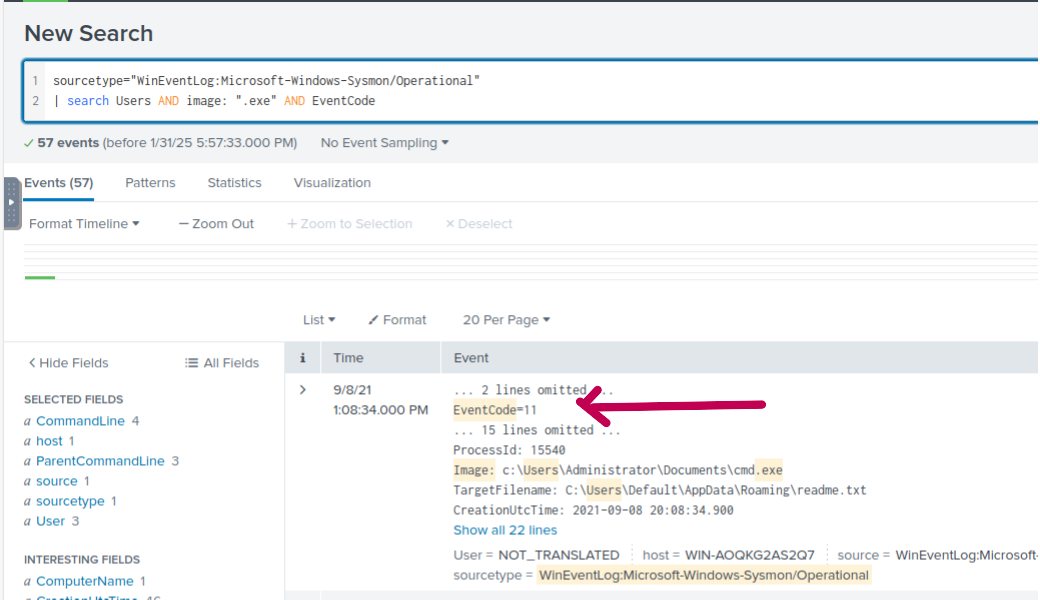 New Search
1 sourcetype="WinEventLog:Microsoft-Windows-Sysmon/Operational"
2 | search Users AND image: ".exe" AND EventCode
57 events (before 1/31/25 5:57:33.000 PM) No Event Sampling
Events (57) Patterns Statistics Visualization
Format Timeline — Zoom Out + Zoom to Selection × Deselect
List Format 20 Per Page
< Hide Fields All Fields
i Time Event
SELECTED FIELDS
a CommandLine 4
a host 1
a ParentCommandLine 3
a source 1
a sourcetype 1
a User 3
INTERESTING FIELDS
a ComputerName 1
> 9/8/21
1:08:34.000 PM
... 2 lines omitted ...
EventCode=11
... 15 lines omitted ...
ProcessId: 15540
Image: c:\Users\Administrator\Documents\cmd.exe
TargetFilename: C:\Users\Default\AppData\Roaming\readme.txt
CreationUtcTime: 2021-09-08 20:08:34.900
Show all 22 lines
User = NOT_TRANSLATED host = WIN-AOQKG2AS2Q7 source = WinEventLog:Microsoft-
sourcetype = WinEventLog:Microsoft-Windows-Sysmon/Operational